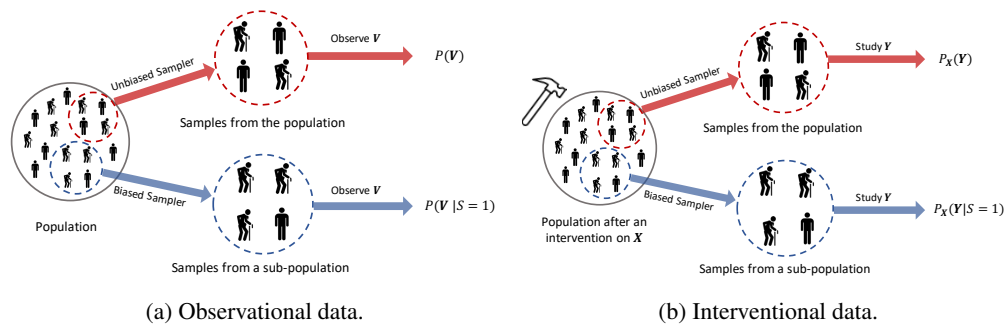 Unbiased Sampler
Observe V
P(V)
Samples from the population
Biased Sampler
Observe V
P(V |S = 1)
Population
Samples from a sub-population
(a) Observational data.
Unbiased Sampler
Study Y
P_X(Y)
Samples from the population
Biased Sampler
Study Y
P_X(Y|S = 1)
Population after an
intervention on X
Samples from a sub-population
(b) Interventional data.